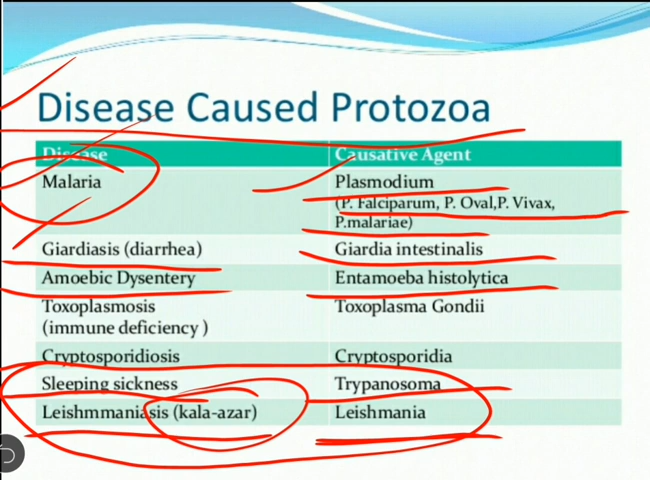 Disease Caused Protozoa
Disease Causative Agent
Malaria Plasmodium
(P. Falciparum, P. Oval,P. Vivax,
P.malariae)
Giardiasis (diarrhea) Giardia intestinalis
Amoebic Dysentery Entamoeba histolytica
Toxoplasmosis Toxoplasma Gondii
(immune deficiency )
Cryptosporidiosis Cryptosporidia
Sleeping sickness Trypanosoma
Leishmmaniasis (kala-azar) Leishmania